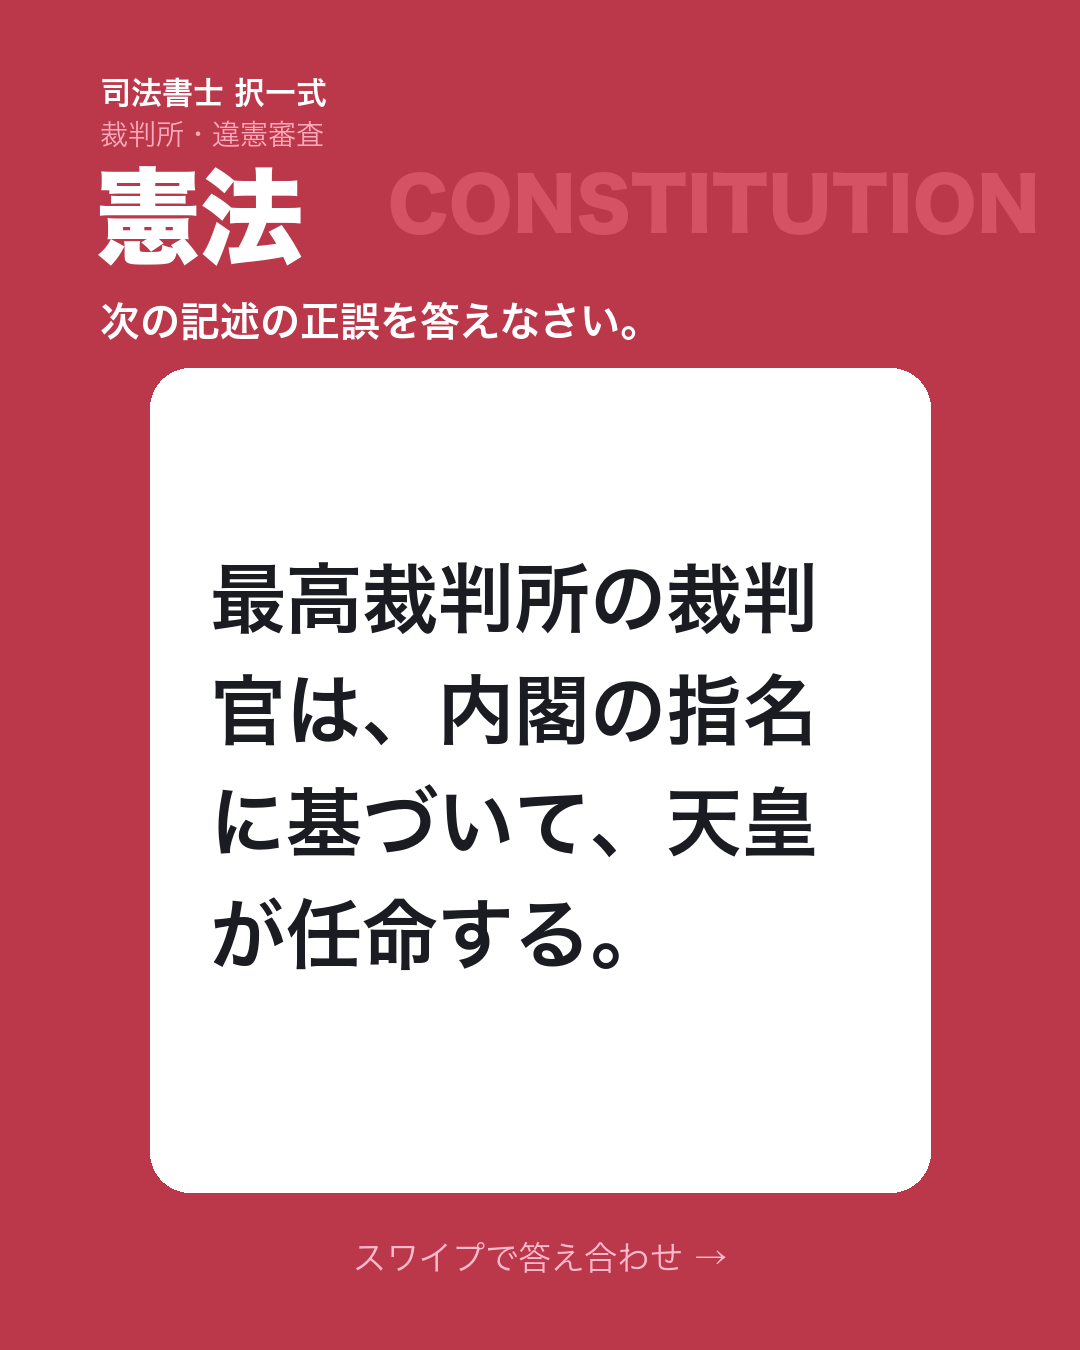 司法書士 択一式
裁判所・違憲審査
憲法
CONSTITUTION
次の記述の正誤を答えなさい。
最高裁判所の裁判
官は、内閣の指名
に基づいて、天皇
が任命する。
スワイプで答え合わせ →